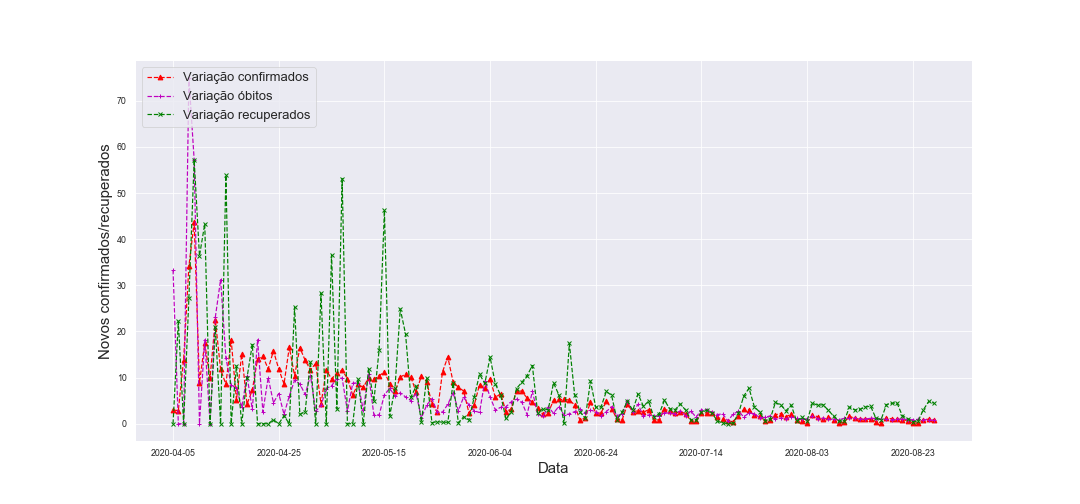 Variação confirmados
Variação óbitos
Variação recuperados
Novos confirmados/recuperados
70
60
50
40
30
20
10
0
2020-04-05 2020-04-25 2020-05-15 2020-06-04 2020-06-24 2020-07-14 2020-08-03 2020-08-23
Data